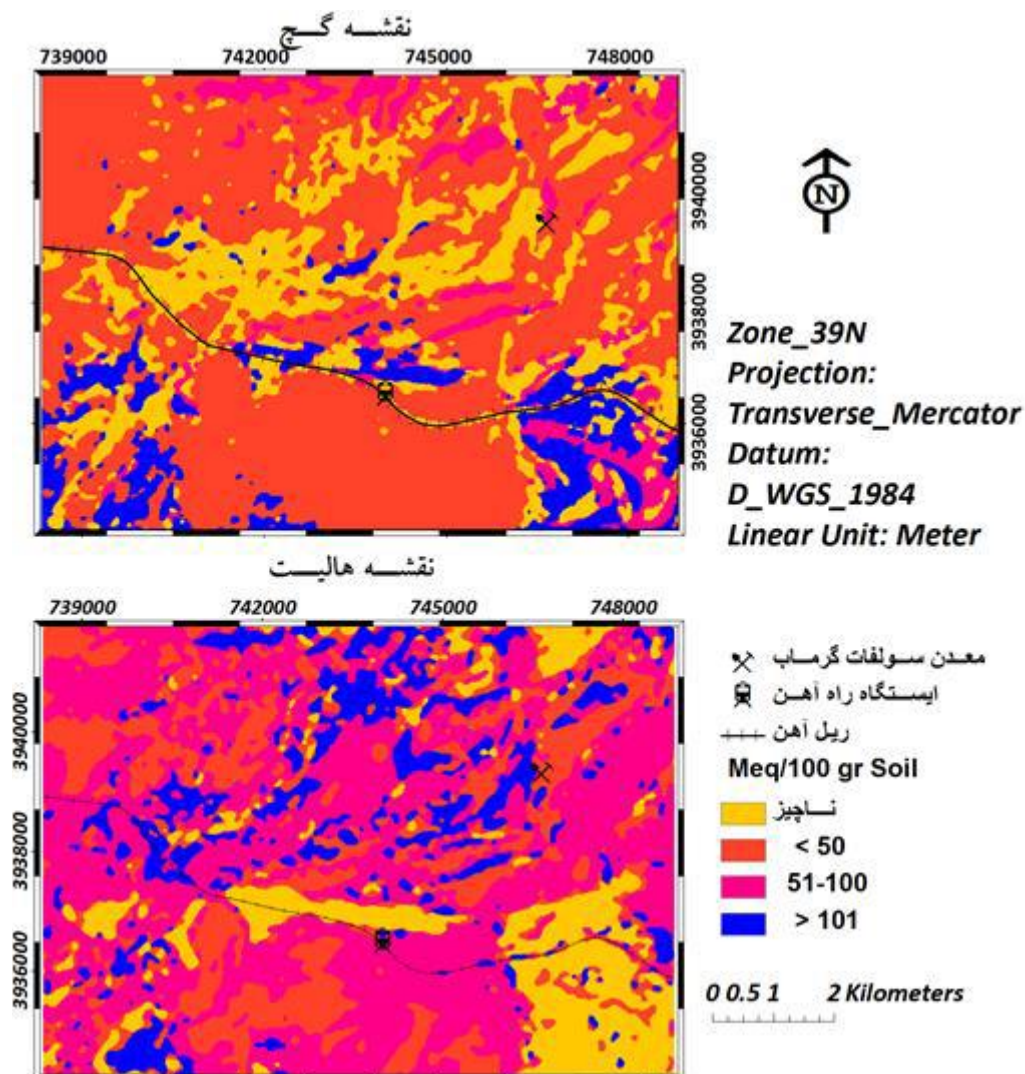 نقشه گچ
739000 742000 745000 748000
3940000
3938000
3936000
N
Zone_39N
Projection:
Transverse_Mercator
Datum:
D_WGS_1984
Linear Unit: Meter
نقشه هالیت
739000 742000 745000 748000
3940000
3938000
3936000
معدن سولفات گرماب
ایستگاه راه آهن
ریل آهن
Meq/100 gr Soil
ناچیز
< 50
51-100
> 101
0 0.5 1 2 Kilometers